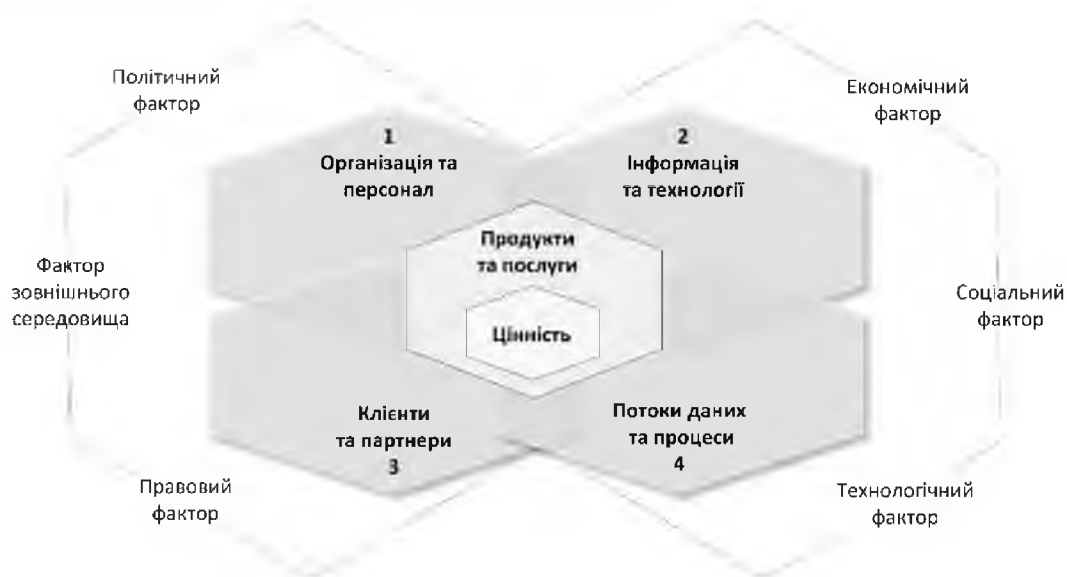 Політичний
фактор
Економічний
фактор
1
Організація та
персонал
2
Інформація
та технології
Продукти
та послуги
Фактор
зовнішнього
середовища
Соціальний
фактор
Цінність
Клієнти
та партнери
3
Потоки даних
та процеси
4
Правовий
фактор
Технологічний
фактор